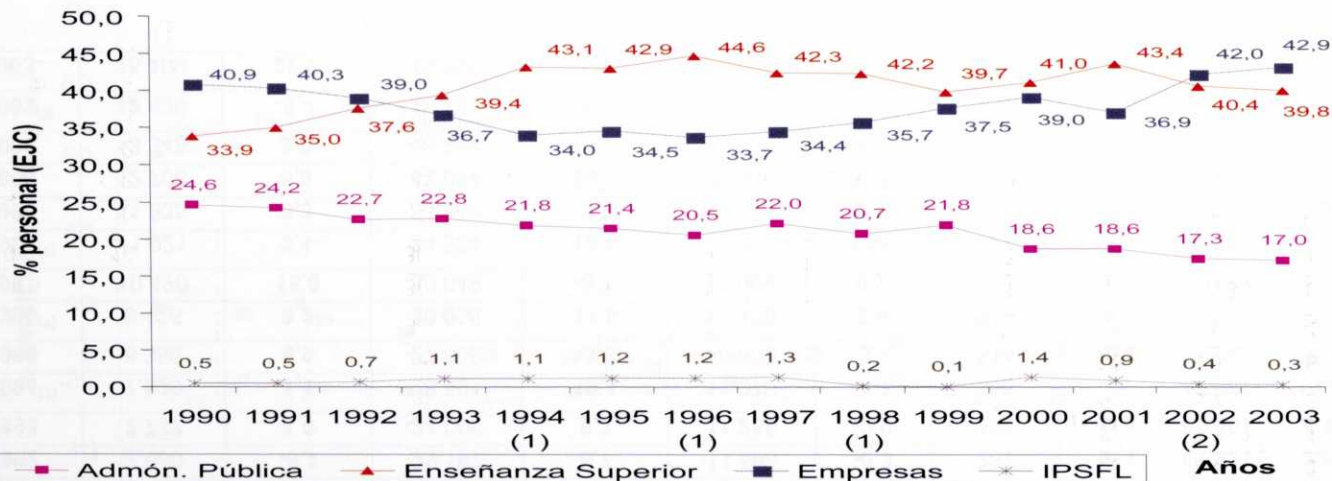 50,0
45,0
40,0
35,0
30,0
25,0
20,0
15,0
10,0
5,0
0,0
% personal (EJC)
33,9 35,0 37,6 39,4 43,1 42,9 44,6 42,3 42,2 39,7 41,0 43,4 40,4 39,8
40,9 40,3 39,0 36,7 34,0 34,5 33,7 34,4 35,7 37,5 39,0 36,9 42,0 42,9
24,6 24,2 22,7 22,8 21,8 21,4 20,5 22,0 20,7 21,8 18,6 18,6 17,3 17,0
0,5 0,5 0,7 1,1 1,1 1,2 1,2 1,3 0,2 0,1 1,4 0,9 0,4 0,3
1990 1991 1992 1993 1994 1995 1996 1997 1998 1999 2000 2001 2002 2003
(1) (1) (1) (2)
Admón. Pública Enseñanza Superior Empresas IPSFL Años